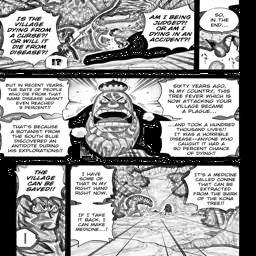 SO,
IN THE
END...
AM I
BEING
JUDGED?! OR
AM I DYING
IN AN
ACCIDENT?!
IS THE
VILLAGE
DYING
FROM A
CURSE?! OR
WILL IT
DIE FROM
DISEASE?!
!?
SIXTY YEARS AGO,
IN MY COUNTRY, THIS
TREE FEVER WHICH IS
NOW ATTACKING YOUR
VILLAGE BECAME
A PLAGUE...
AND TOOK A HUNDRED
THOUSAND LIVES!!
IT WAS A HORRIBLE
DISEASE--ANYONE WHO
CAUGHT IT HAD A
90 PERCENT CHANCE
OF DYING!!
BUT IN RECENT YEARS,
THE RATE OF PEOPLE
WHO DIE FROM THAT
SAME DISEASE HASN'T
EVEN REACHED
3 PERCENT!!
THAT'S BECAUSE
A BOTANIST FROM
THE SOUTH BLUE
DISCOVERED AN
ANTIDOTE DURING
HIS EXPLORATIONS!!
IT'S A MEDICINE
CALLED CONINE
THAT CAN BE
EXTRACTED FROM
THE BARK OF
THE KONA
TREE!
I HAVE
SOME OF
THAT IN
MY RIGHT
HAND
RIGHT NOW.
IF I
TAKE IT
BACK, I
CAN MAKE
MEDICINE...!
THE
VILLAGE
CAN BE
SAVED!!